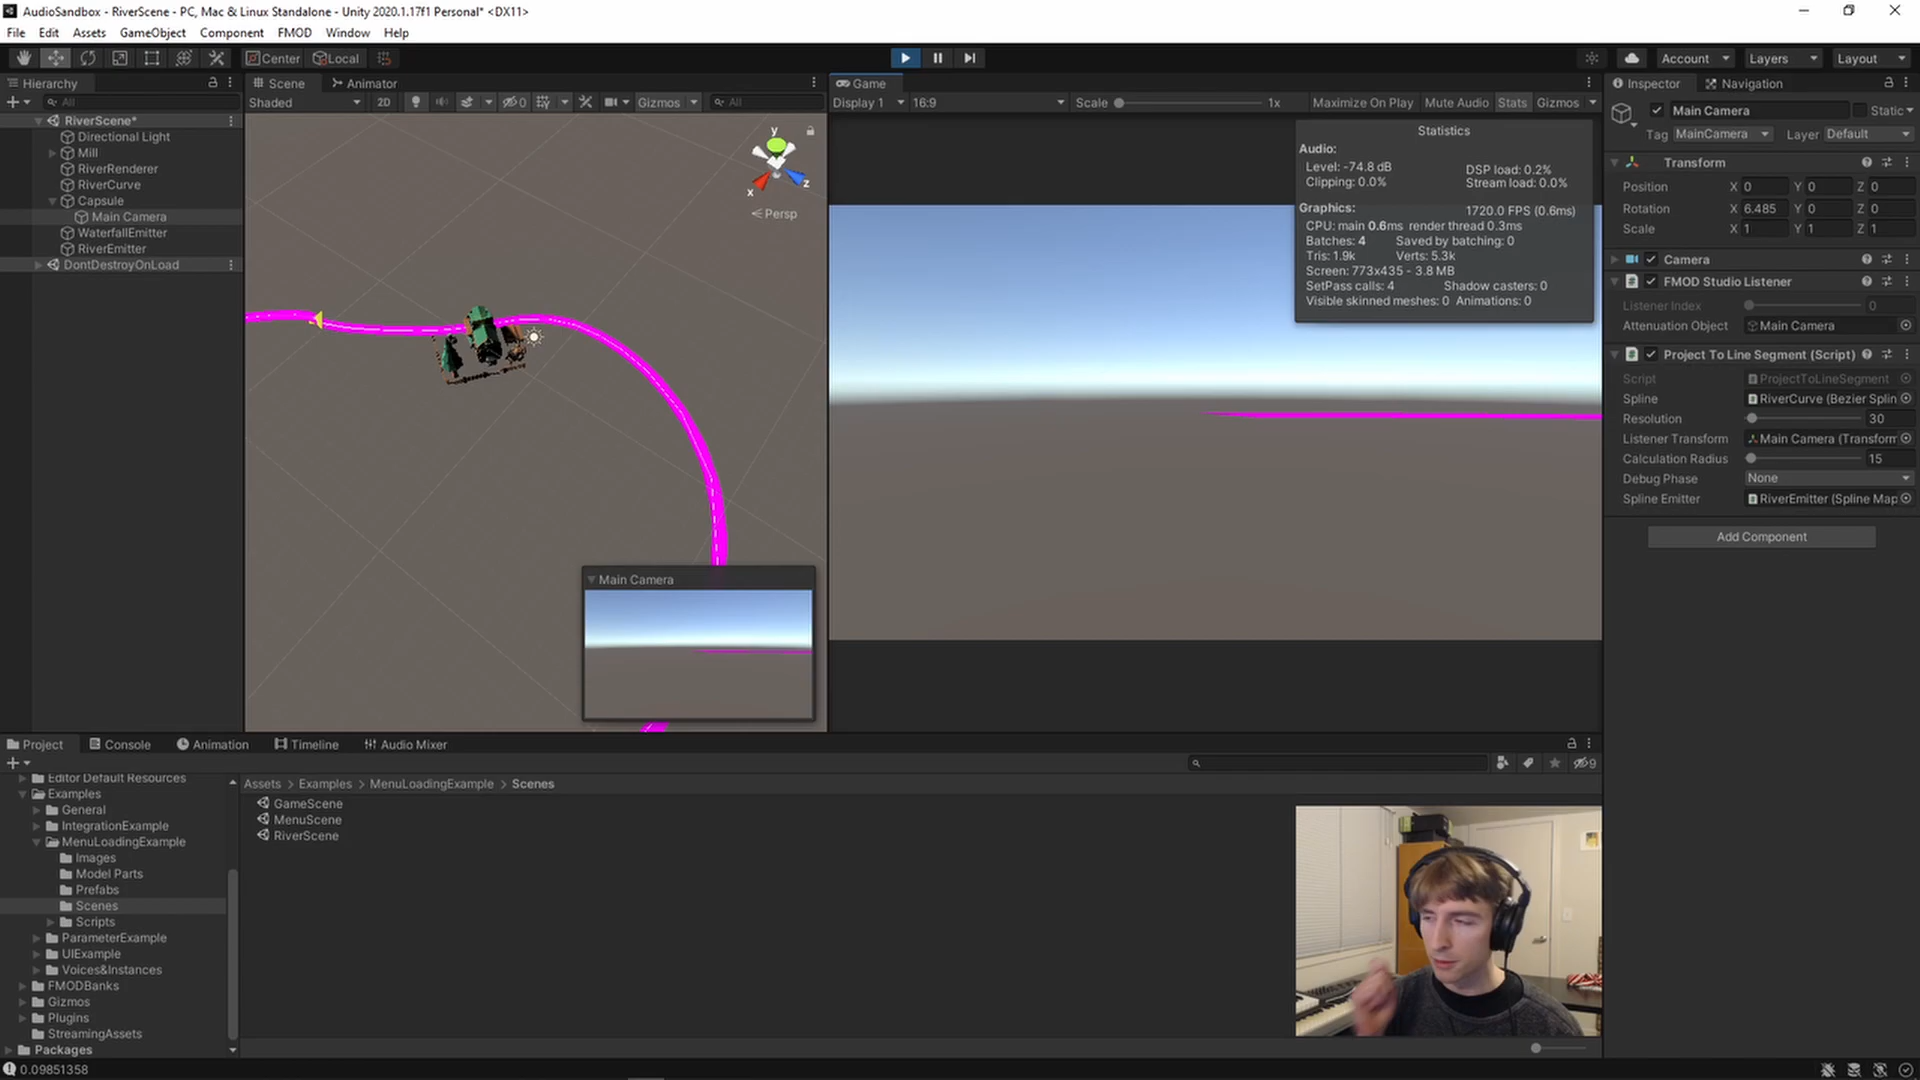 AudioSandbox - RiverScene - PC, Mac & Linux Standalone - Unity 2020.1.17f1 Personal* <DX11>
File Edit Assets GameObject Component FMOD Window Help
Center Local Account Layers Layout
Hierarchy
All
RiverScene*
Directional Light
Mill
RiverRenderer
RiverCurve
Capsule
Main Camera
WaterfallEmitter
RiverEmitter
DontDestroyOnLoad
Scene Animator
Shaded 2D 0 Gizmos All
y
x
z
Persp
Main Camera
Game
Display 1 16:9 Scale 1x Maximize On Play Mute Audio Stats Gizmos
Statistics
Audio:
Level: -74.8 dB DSP load: 0.2%
Clipping: 0.0% Stream load: 0.0%
Graphics: 1720.0 FPS (0.6ms)
CPU: main 0.6ms render thread 0.3ms
Batches: 4 Saved by batching: 0
Tris: 1.9k Verts: 5.3k
Screen: 773x435 - 3.8 MB
SetPass calls: 4 Shadow casters: 0
Visible skinned meshes: 0 Animations: 0
Inspector Navigation
Main Camera Static
Tag MainCamera Layer Default
Transform
Position X 0 Y 0 Z 0
Rotation X 6.485 Y 0 Z 0
Scale X 1 Y 1 Z 1
Camera
FMOD Studio Listener
Listener Index 0
Attenuation Object Main Camera
Project To Line Segment (Script)
Script ProjectToLineSegment
Spline RiverCurve (Bezier Splin
Resolution 30
Listener Transform Main Camera (Transform
Calculation Radius 15
Debug Phase None
Spline Emitter RiverEmitter (Spline Map
Add Component
Project Console Animation Timeline Audio Mixer
9
Editor Default Resources
Examples
General
IntegrationExample
MenuLoadingExample
Images
Model Parts
Prefabs
Scenes
Scripts
ParameterExample
UIExample
Voices&Instances
FMODBanks
Gizmos
Plugins
StreamingAssets
Packages
Assets > Examples > MenuLoadingExample > Scenes
GameScene
MenuScene
RiverScene
0.09851358